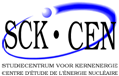 SCK•CEN
STUDIECENTRUM VOOR KERNENERGIE
CENTRE D'ÉTUDE DE L'ÉNERGIE NUCLÉAIRE